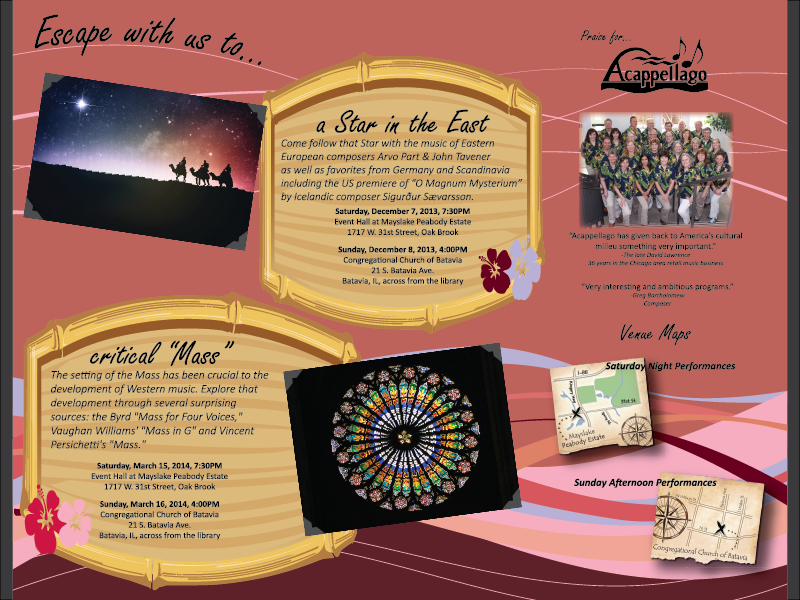 Escape with us to...
a Star in the East
Come follow that Star with the music of Eastern
European composers Arvo Part & John Tavener
as well as favorites from Germany and Scandinavia
including the US premiere of "O Magnum Mysterium"
by Icelandic composer Sigurður Sævarsson.
Saturday, December 7, 2013, 7:30PM
Event Hall at Mayslake Peabody Estate
1717 W. 31st Street, Oak Brook
Sunday, December 8, 2013, 4:00PM
Congregational Church of Batavia
21 S. Batavia Ave.
Batavia, IL, across from the library
critical "Mass"
The setting of the Mass has been crucial to the
development of Western music. Explore that
development through several surprising
sources: the Byrd "Mass for Four Voices,"
Vaughan Williams' "Mass in G" and Vincent
Persichetti's "Mass."
Saturday, March 15, 2014, 7:30PM
Event Hall at Mayslake Peabody Estate
1717 W. 31st Street, Oak Brook
Sunday, March 16, 2014, 4:00PM
Congregational Church of Batavia
21 S. Batavia Ave.
Batavia, IL, across from the library
Praise for...
Acappellago
"Acappellago has given back to America's cultural
milieu something very important."
-The late David Lawrence
36 years in the Chicago area retail music business
"Very interesting and ambitious programs."
-Greg Bartholomew
Composer
Venue Maps
Saturday Night Performances
I-88
31st St.
Mayslake
Peabody Estate
Sunday Afternoon Performances
Congregational Church of Batavia